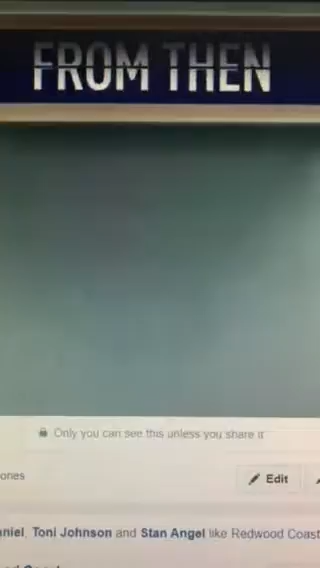 FROM THEN
Only you can see this unless you share it
ones
Edit
niel, Toni Johnson and Stan Angel like Redwood Coast